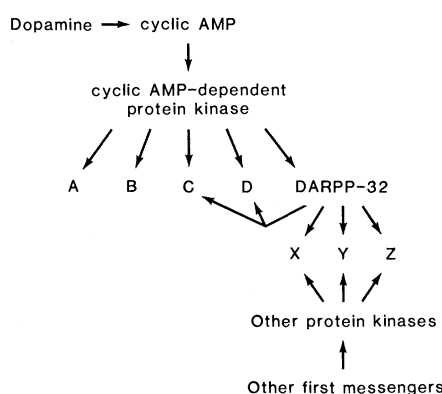 Dopamine cyclic AMP
cyclic AMP-dependent
protein kinase
A B C D DARPP-32
X Y Z
Other protein kinases
Other first messengers